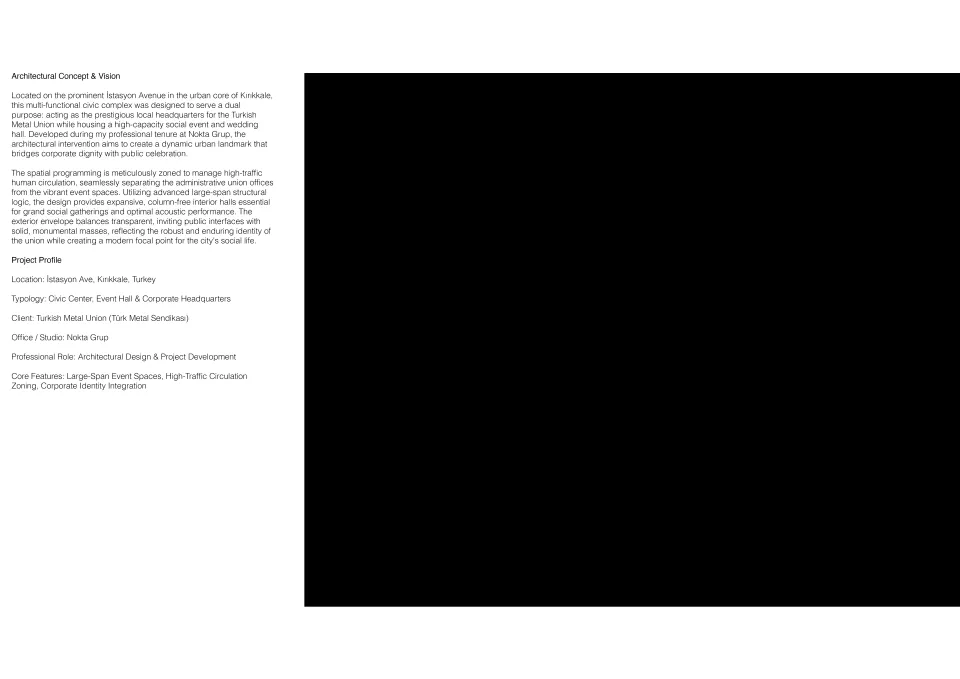 Architectural Concept & Vision
Located on the prominent İstasyon Avenue in the urban core of Kırıkkale,
this multi-functional civic complex was designed to serve a dual
purpose: acting as the prestigious local headquarters for the Turkish
Metal Union while housing a high-capacity social event and wedding
hall. Developed during my professional tenure at Nokta Grup, the
architectural intervention aims to create a dynamic urban landmark that
bridges corporate dignity with public celebration.
The spatial programming is meticulously zoned to manage high-traffic
human circulation, seamlessly separating the administrative union offices
from the vibrant event spaces. Utilizing advanced large-span structural
logic, the design provides expansive, column-free interior halls essential
for grand social gatherings and optimal acoustic performance. The
exterior envelope balances transparent, inviting public interfaces with
solid, monumental masses, reflecting the robust and enduring identity of
the union while creating a modern focal point for the city's social life.
Project Profile
Location: İstasyon Ave, Kırıkkale, Turkey
Typology: Civic Center, Event Hall & Corporate Headquarters
Client: Turkish Metal Union (Türk Metal Sendikası)
Office / Studio: Nokta Grup
Professional Role: Architectural Design & Project Development
Core Features: Large-Span Event Spaces, High-Traffic Circulation
Zoning, Corporate Identity Integration